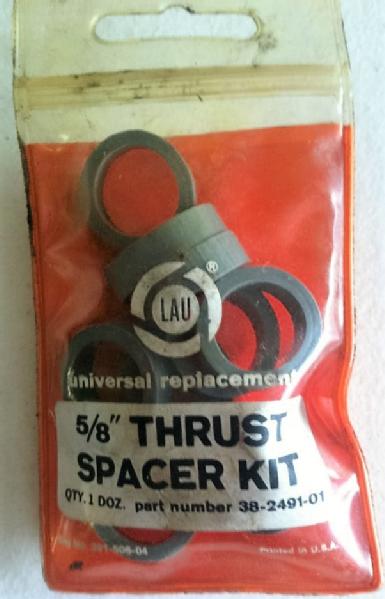 LAU®
universal replacement
5/8" THRUST
SPACER KIT
QTY. 1 DOZ. part number 38-2491-01
Printed in U.S.A.